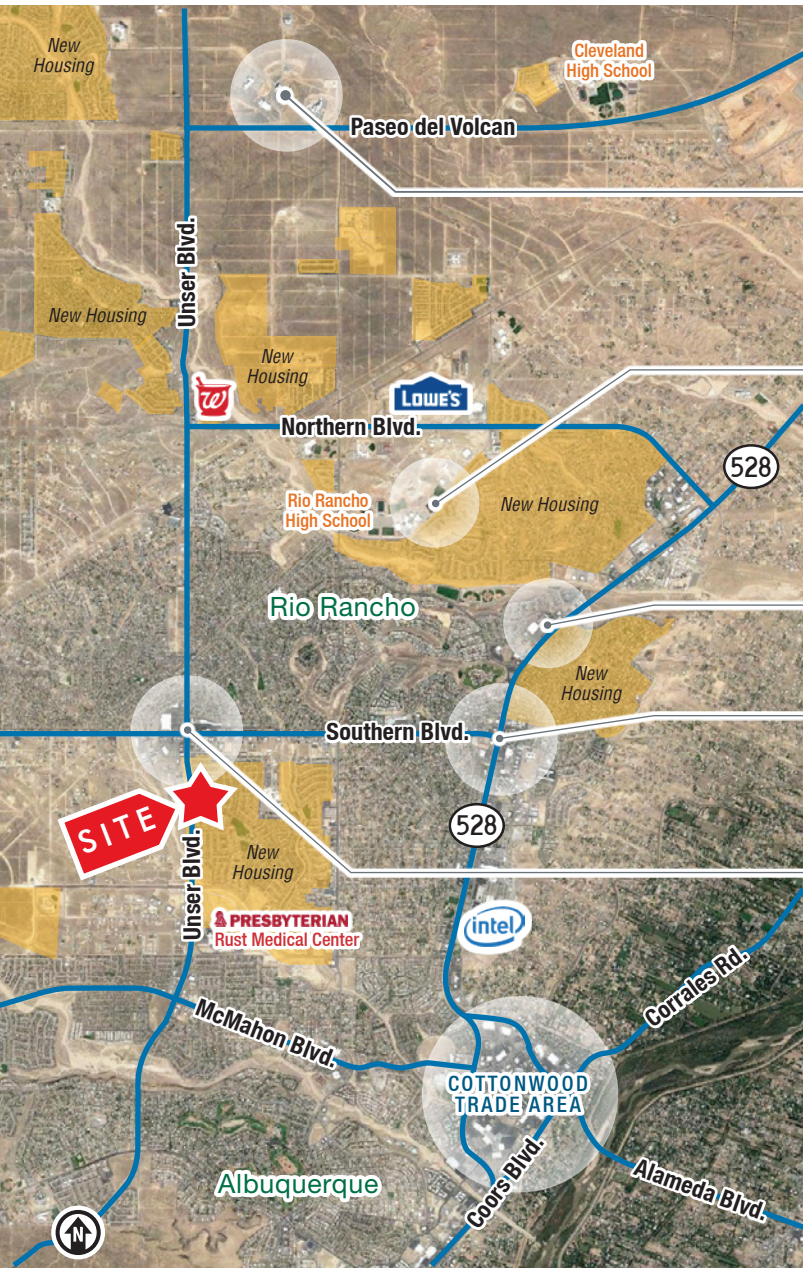 New
Housing
Cleveland
High School
Paseo del Volcan
Unser Blvd.
New Housing
New
Housing
W
LOWE'S
Northern Blvd.
528
Rio Rancho
High School
New Housing
Rio Rancho
New
Housing
Southern Blvd.
SITE
528
Unser Blvd.
New
Housing
PRESBYTERIAN
Rust Medical Center
intel
Corrales Rd.
McMahon Blvd.
COTTONWOOD
TRADE AREA
Albuquerque
Coors Blvd.
Alameda Blvd.
N